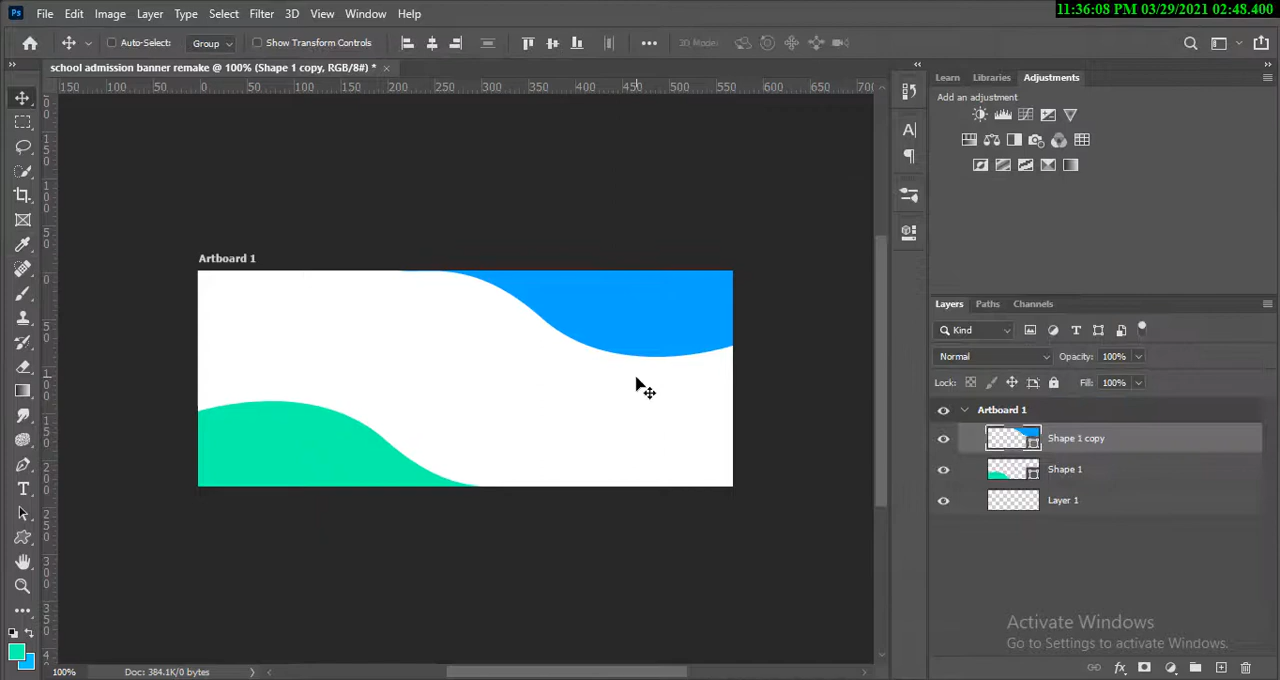 11:36:08 PM 03/29/2021 02:48.400
Ps File Edit Image Layer Type Select Filter 3D View Window Help
Auto-Select: Group Show Transform Controls 3D Mode:
school admission banner remake @ 100% (Shape 1 copy, RGB/8#) * ×
150 100 50 0 50 100 150 200 250 300 350 400 450 500 550 600 650 700
Learn Libraries Adjustments
Add an adjustment
Artboard 1
Layers Paths Channels
Kind
Normal Opacity: 100%
Lock: Fill: 100%
Artboard 1
Shape 1 copy
Shape 1
Layer 1
Activate Windows
Go to Settings to activate Windows.
100% Doc: 384.1K/0 bytes